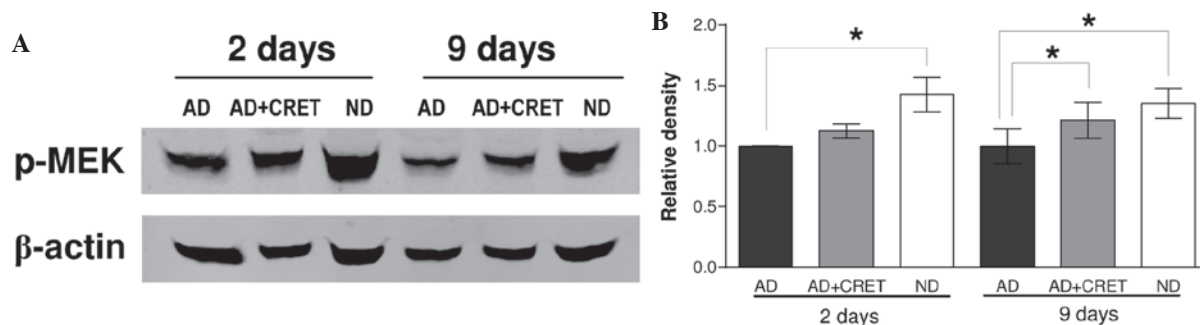 A
2 days 9 days
AD AD+CRET ND AD AD+CRET ND
p-MEK
β-actin
B
Relative density
2.0
1.5
1.0
0.5
0.0
* * *
AD AD+CRET ND AD AD+CRET ND
2 days 9 days